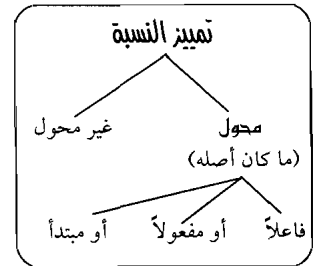 تمييز النسبة
محول غير محول
(ما كان أصله)
فاعلاً أو مفعولاً أو مبتدأ